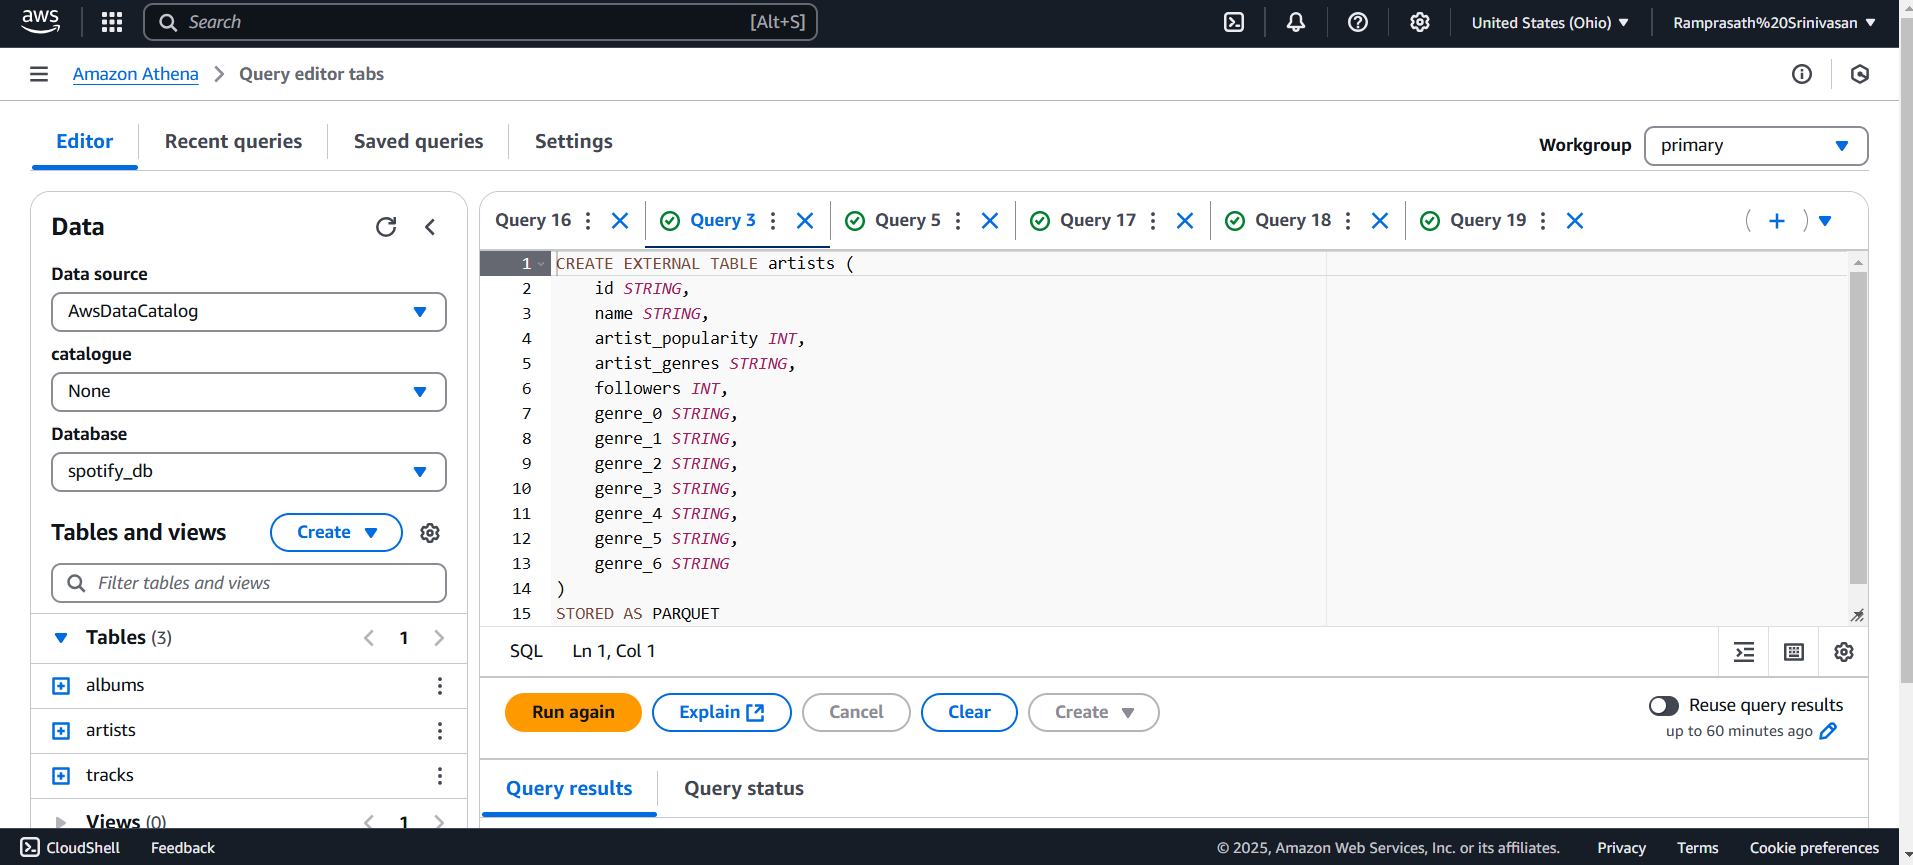 aws
Search [Alt+S]
United States (Ohio)
Ramprasath%20Srinivasan
Amazon Athena
Query editor tabs
Editor
Recent queries
Saved queries
Settings
Workgroup
primary
Data
Data source
AwsDataCatalog
catalogue
None
Database
spotify_db
Tables and views
Create
Filter tables and views
Tables (3)
1
albums
artists
tracks
Views (0)
1
Query 16
Query 3
Query 5
Query 17
Query 18
Query 19
1 CREATE EXTERNAL TABLE artists (
2 id STRING,
3 name STRING,
4 artist_popularity INT,
5 artist_genres STRING,
6 followers INT,
7 genre_0 STRING,
8 genre_1 STRING,
9 genre_2 STRING,
10 genre_3 STRING,
11 genre_4 STRING,
12 genre_5 STRING,
13 genre_6 STRING
14 )
15 STORED AS PARQUET
SQL Ln 1, Col 1
Run again
Explain
Cancel
Clear
Create
Reuse query results
up to 60 minutes ago
Query results
Query status
CloudShell
Feedback
© 2025, Amazon Web Services, Inc. or its affiliates.
Privacy
Terms
Cookie preferences